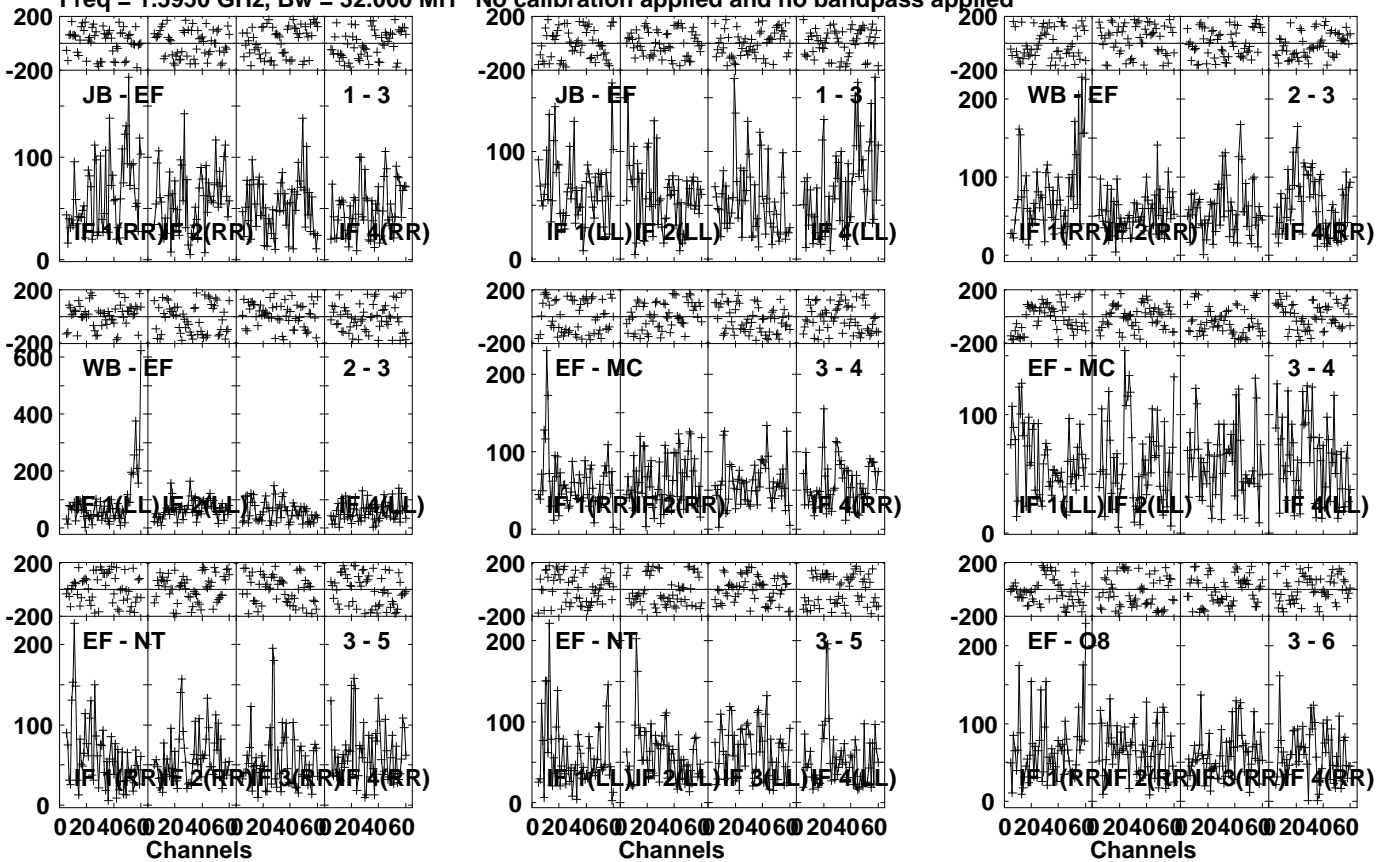 Freq = 1.5950 GHz, Bw = 32.000 MH No calibration applied and no bandpass applied
-200 JB - EF 1 - 3
100
0
IF 1(RR) IF 2(RR) IF 4(RR)
200
-200 JB - EF 1 - 3
100
0
IF 1(LL) IF 2(LL) IF 4(LL)
200
-200 WB - EF 2 - 3
200
100
0
IF 1(RR) IF 2(RR) IF 4(RR)
200
-200
600 WB - EF 2 - 3
400
200
0
IF 1(LL) IF 2(LL) IF 4(LL)
200
-200 EF - MC 3 - 4
200
100
0
IF 1(RR) IF 2(RR) IF 4(RR)
200
-200 EF - MC 3 - 4
100
0
IF 1(LL) IF 2(LL) IF 4(LL)
200
-200 EF - NT 3 - 5
200
100
0
IF 1(RR) IF 2(RR) IF 3(RR) IF 4(RR)
0 20 40 60 0 20 40 60 0 20 40 60 0 20 40 60
Channels
200
-200 EF - NT 3 - 5
200
100
0
IF 1(LL) IF 2(LL) IF 3(LL) IF 4(LL)
0 20 40 60 0 20 40 60 0 20 40 60 0 20 40 60
Channels
200
-200 EF - O8 3 - 6
200
100
0
IF 1(RR) IF 2(RR) IF 3(RR) IF 4(RR)
0 20 40 60 0 20 40 60 0 20 40 60 0 20 40 60
Channels